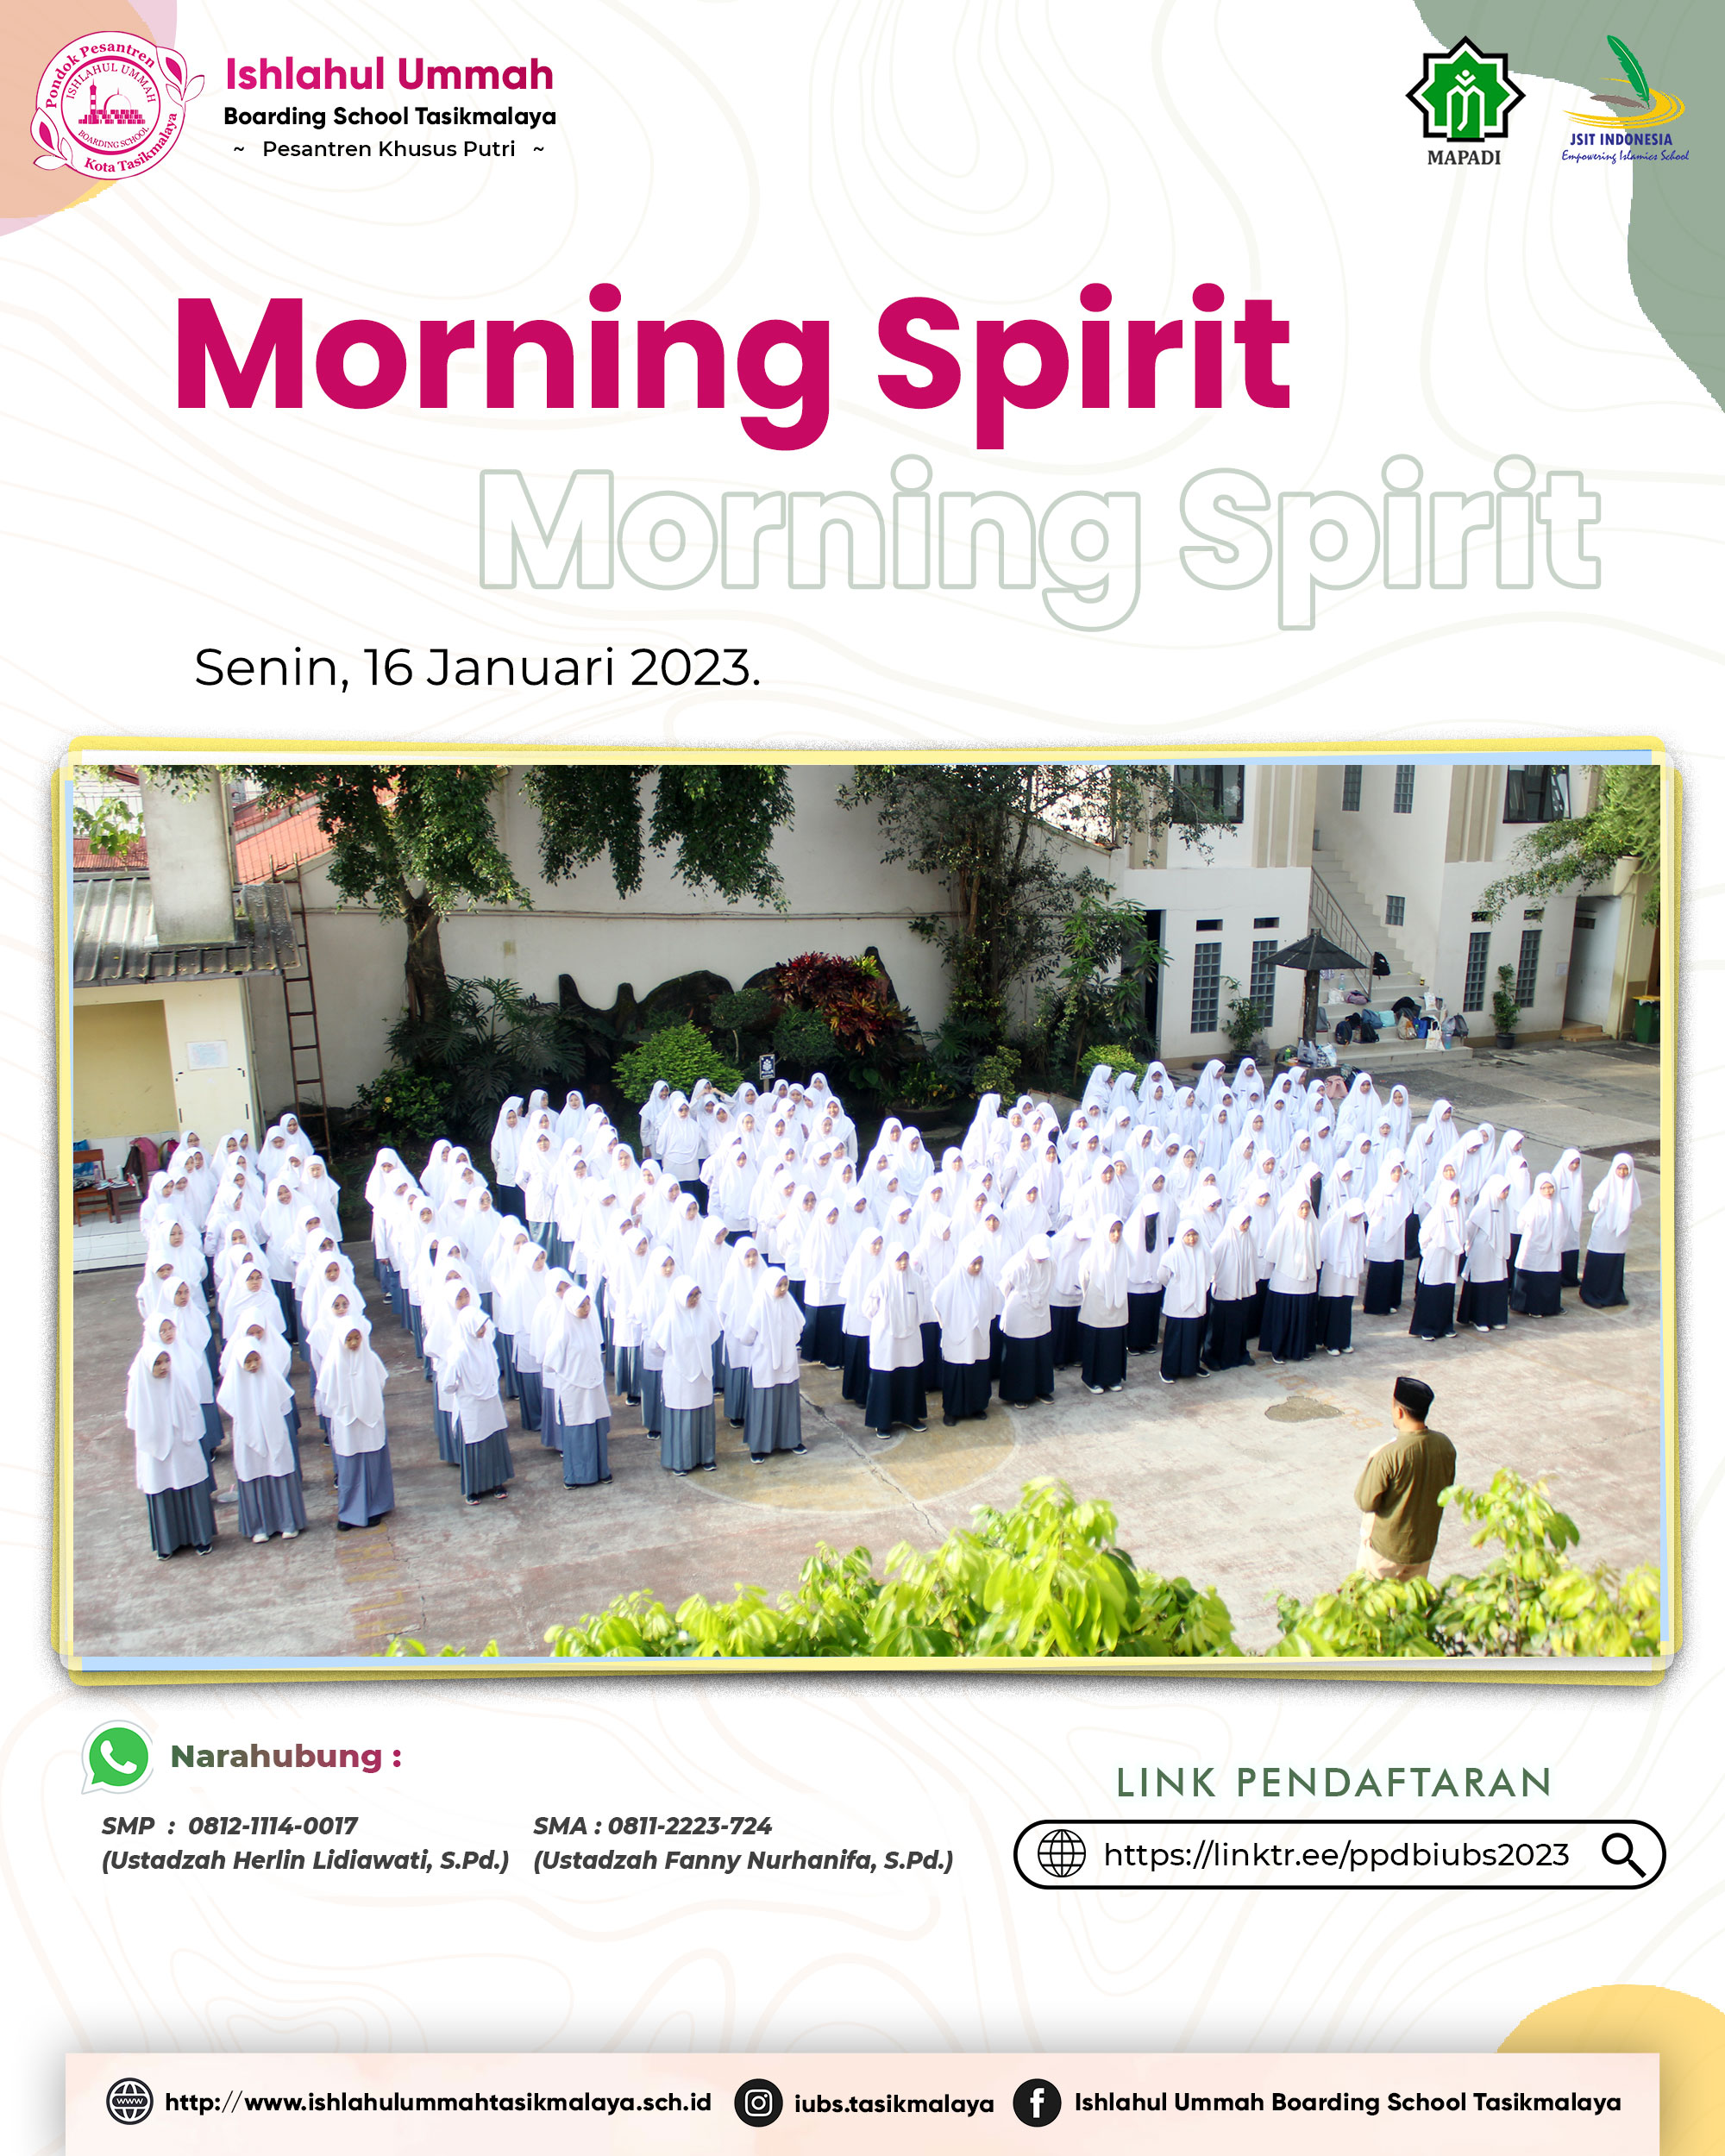 Pondok Pesantren
ISHLAHUL UMMAH
BOARDING SCHOOL
Kota Tasikmalaya
Ishlahul Ummah
Boarding School Tasikmalaya
~ Pesantren Khusus Putri ~
MAPADI
JSIT INDONESIA
Empowering Islamics School
Morning Spirit
Morning Spirit
Senin, 16 Januari 2023.
Narahubung :
SMP : 0812-1114-0017
(Ustadzah Herlin Lidiawati, S.Pd.)
SMA : 0811-2223-724
(Ustadzah Fanny Nurhanifa, S.Pd.)
LINK PENDAFTARAN
https://linktr.ee/ppdbiubs2023
www
http://www.ishlahulummahtasikmalaya.sch.id
iubs.tasikmalaya
Ishlahul Ummah Boarding School Tasikmalaya